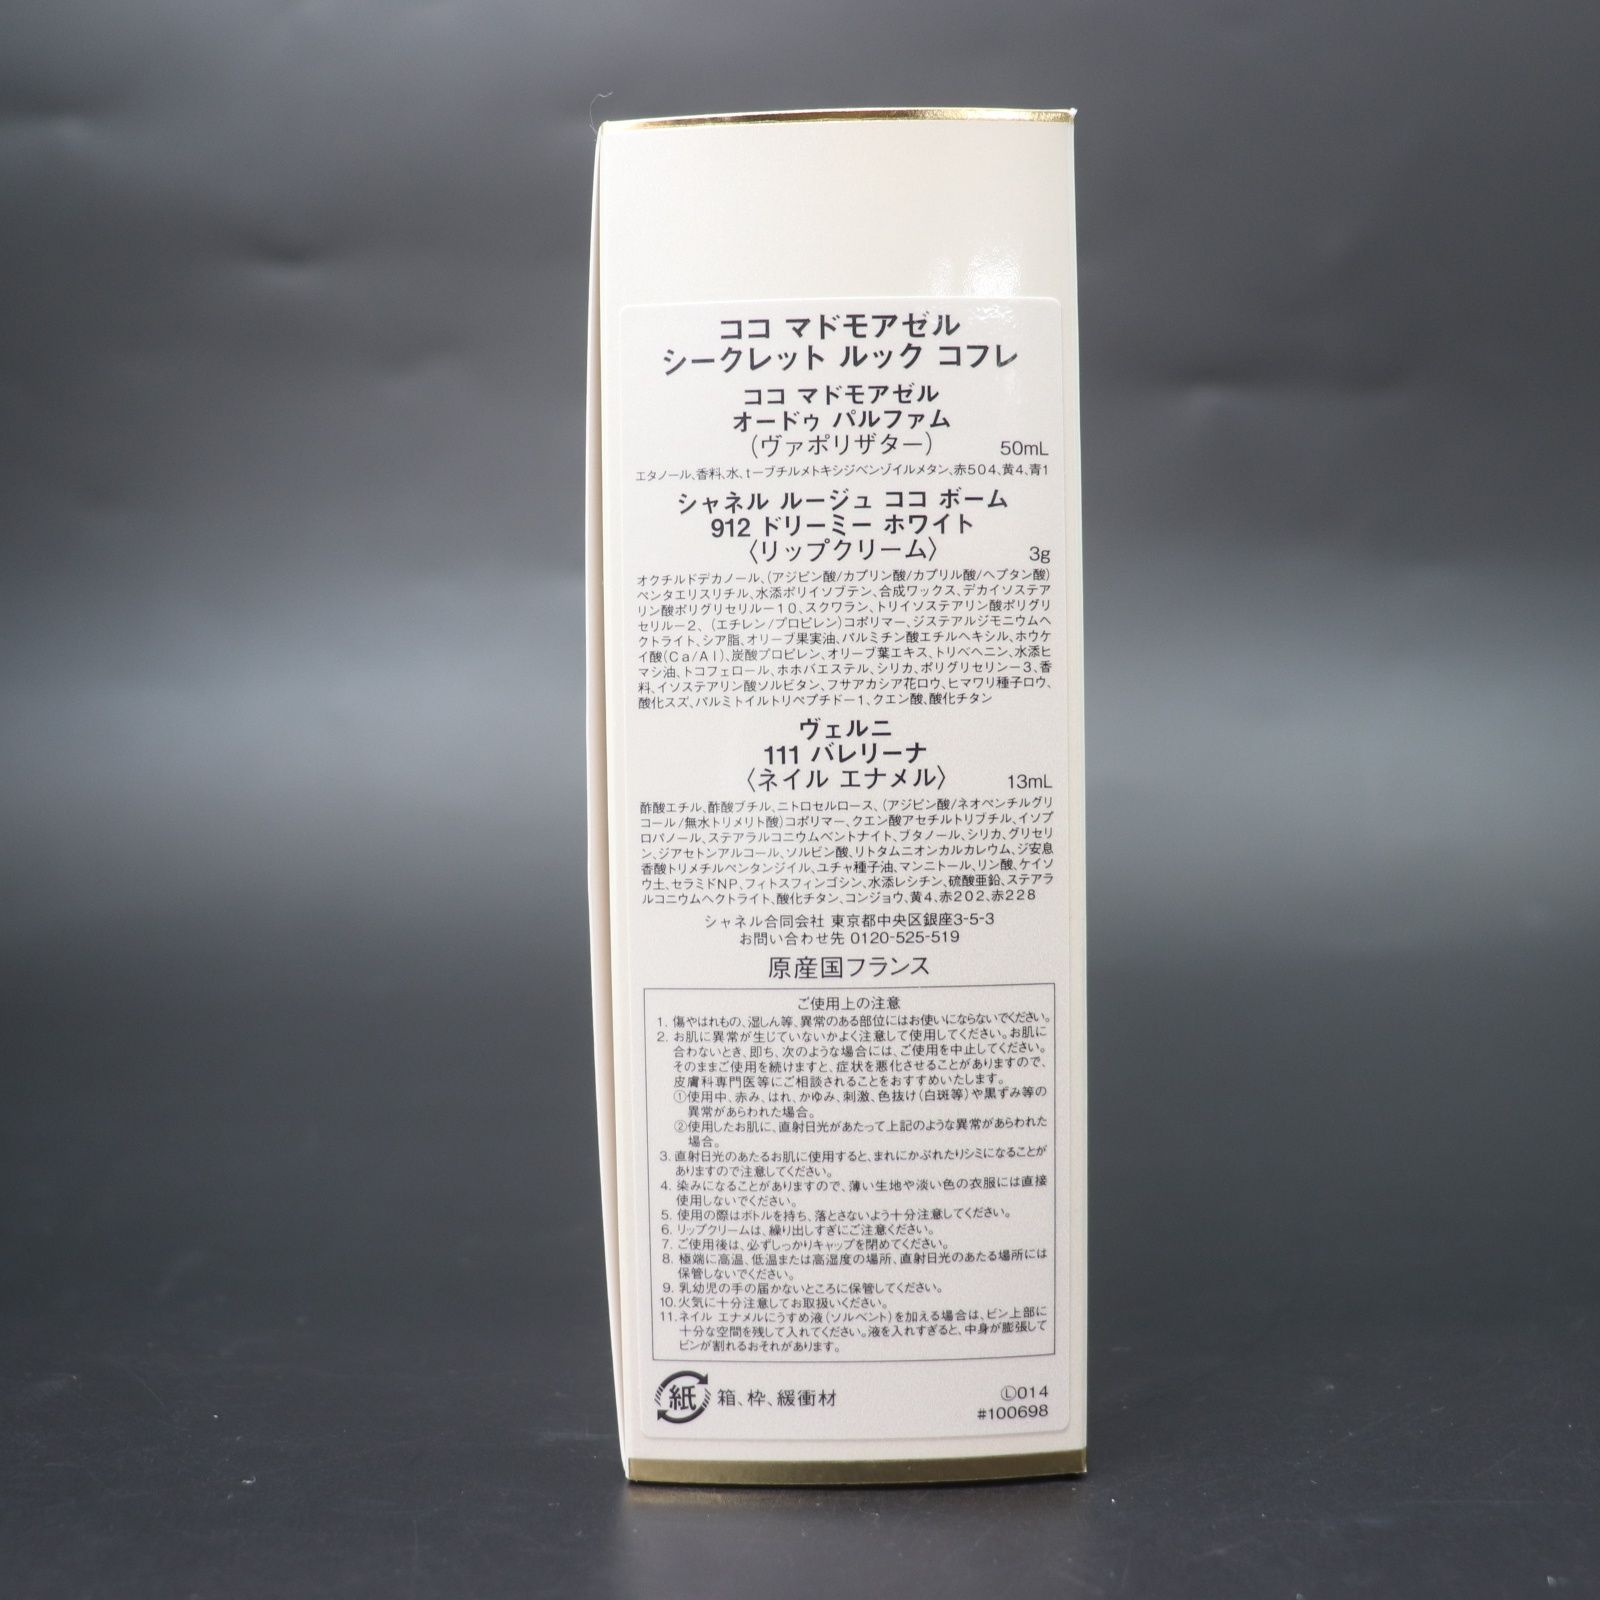 ココ マドモアゼル
シークレット ルック コフレ
ココ マドモアゼル
オードゥ パルファム
(ヴァポリザター) 50mL
エタノール、香料、水、t-ブチルメトキシジベンゾイルメタン、赤504、黄4、青1
シャネル ルージュ ココ ボーム
912 ドリーミー ホワイト
〈リップクリーム〉 3g
オクチルドデカノール、(アジピン酸/カプリン酸/カプリル酸/ヘプタン酸)
ペンタエリスリチル、水添ポリイソブテン、合成ワックス、デカイソステア
リン酸ポリグリセリル-10、スクワラン、トリイソステアリン酸ポリグリ
セリル-2、(エチレン/プロピレン)コポリマー、ジステアルジモニウムヘ
クトライト、シア脂、オリーブ果実油、パルミチン酸エチルヘキシル、ホウケ
イ酸(Ca/Al)、炭酸プロピレン、オリーブ葉エキス、トリベヘニン、水添ヒ
マシ油、トコフェロール、ホホバエステル、シリカ、ポリグリセリン-3、香
料、イソステアリン酸ソルビタン、フサアカシア花ロウ、ヒマワリ種子ロウ、
酸化スズ、パルミトイルトリペプチド-1、クエン酸、酸化チタン
ヴェルニ
111 バレリーナ
〈ネイル エナメル〉 13mL
酢酸エチル、酢酸ブチル、ニトロセルロース、(アジピン酸/ネオペンチルグリ
コール/無水トリメリト酸)コポリマー、クエン酸アセチルトリブチル、イソプ
ロパノール、ステアラルコニウムベントナイト、ブタノール、シリカ、グリセリ
ン、ジアセトンアルコール、ソルビン酸、リトタムニオンカルカレウム、ジ安息
香酸トリメチルペンタンジイル、ユチャ種子油、マンニトール、リン酸、ケイソ
ウ土、セラミドNP、フィトスフィンゴシン、水添レシチン、硫酸亜鉛、ステアラ
ルコニウムヘクトライト、酸化チタン、コンジョウ、黄4、赤202、赤228
シャネル合同会社 東京都中央区銀座3-5-3
お問い合わせ先 0120-525-519
原産国フランス
ご使用上の注意
1. 傷やはれもの、湿しん等、異常のある部位にはお使いにならないでください。
2. お肌に異常が生じていないかよく注意して使用してください。お肌に
合わないとき、即ち、次のような場合には、ご使用を中止してください。
そのままご使用を続けますと、症状を悪化させることがありますので、
皮膚科専門医等にご相談されることをおすすめいたします。
①使用中、赤み、はれ、かゆみ、刺激、色抜け(白斑等)や黒ずみ等の
異常があらわれた場合。
②使用したお肌に、直射日光があたって上記のような異常があらわれた
場合。
3. 直射日光のあたるお肌に使用すると、まれにかぶれたりシミになることが
ありますので注意してください。
4. 染みになることがありますので、薄い生地や淡い色の衣服には直接
使用しないでください。
5. 使用の際はボトルを持ち、落とさないよう十分注意してください。
6. リップクリームは、繰り出しすぎにご注意ください。
7. ご使用後は、必ずしっかりキャップを閉めてください。
8. 極端に高温、低温または高湿度の場所、直射日光のあたる場所には
保管しないでください。
9. 乳幼児の手の届かないところに保管してください。
10. 火気に十分注意してお取扱いください。
11. ネイル エナメルにうすめ液(ソルベント)を加える場合は、ビン上部に
十分な空間を残して入れてください。液を入れすぎると、中身が膨張して
ビンが割れるおそれがあります。
紙 箱、枠、緩衝材 Ⓛ014
#100698